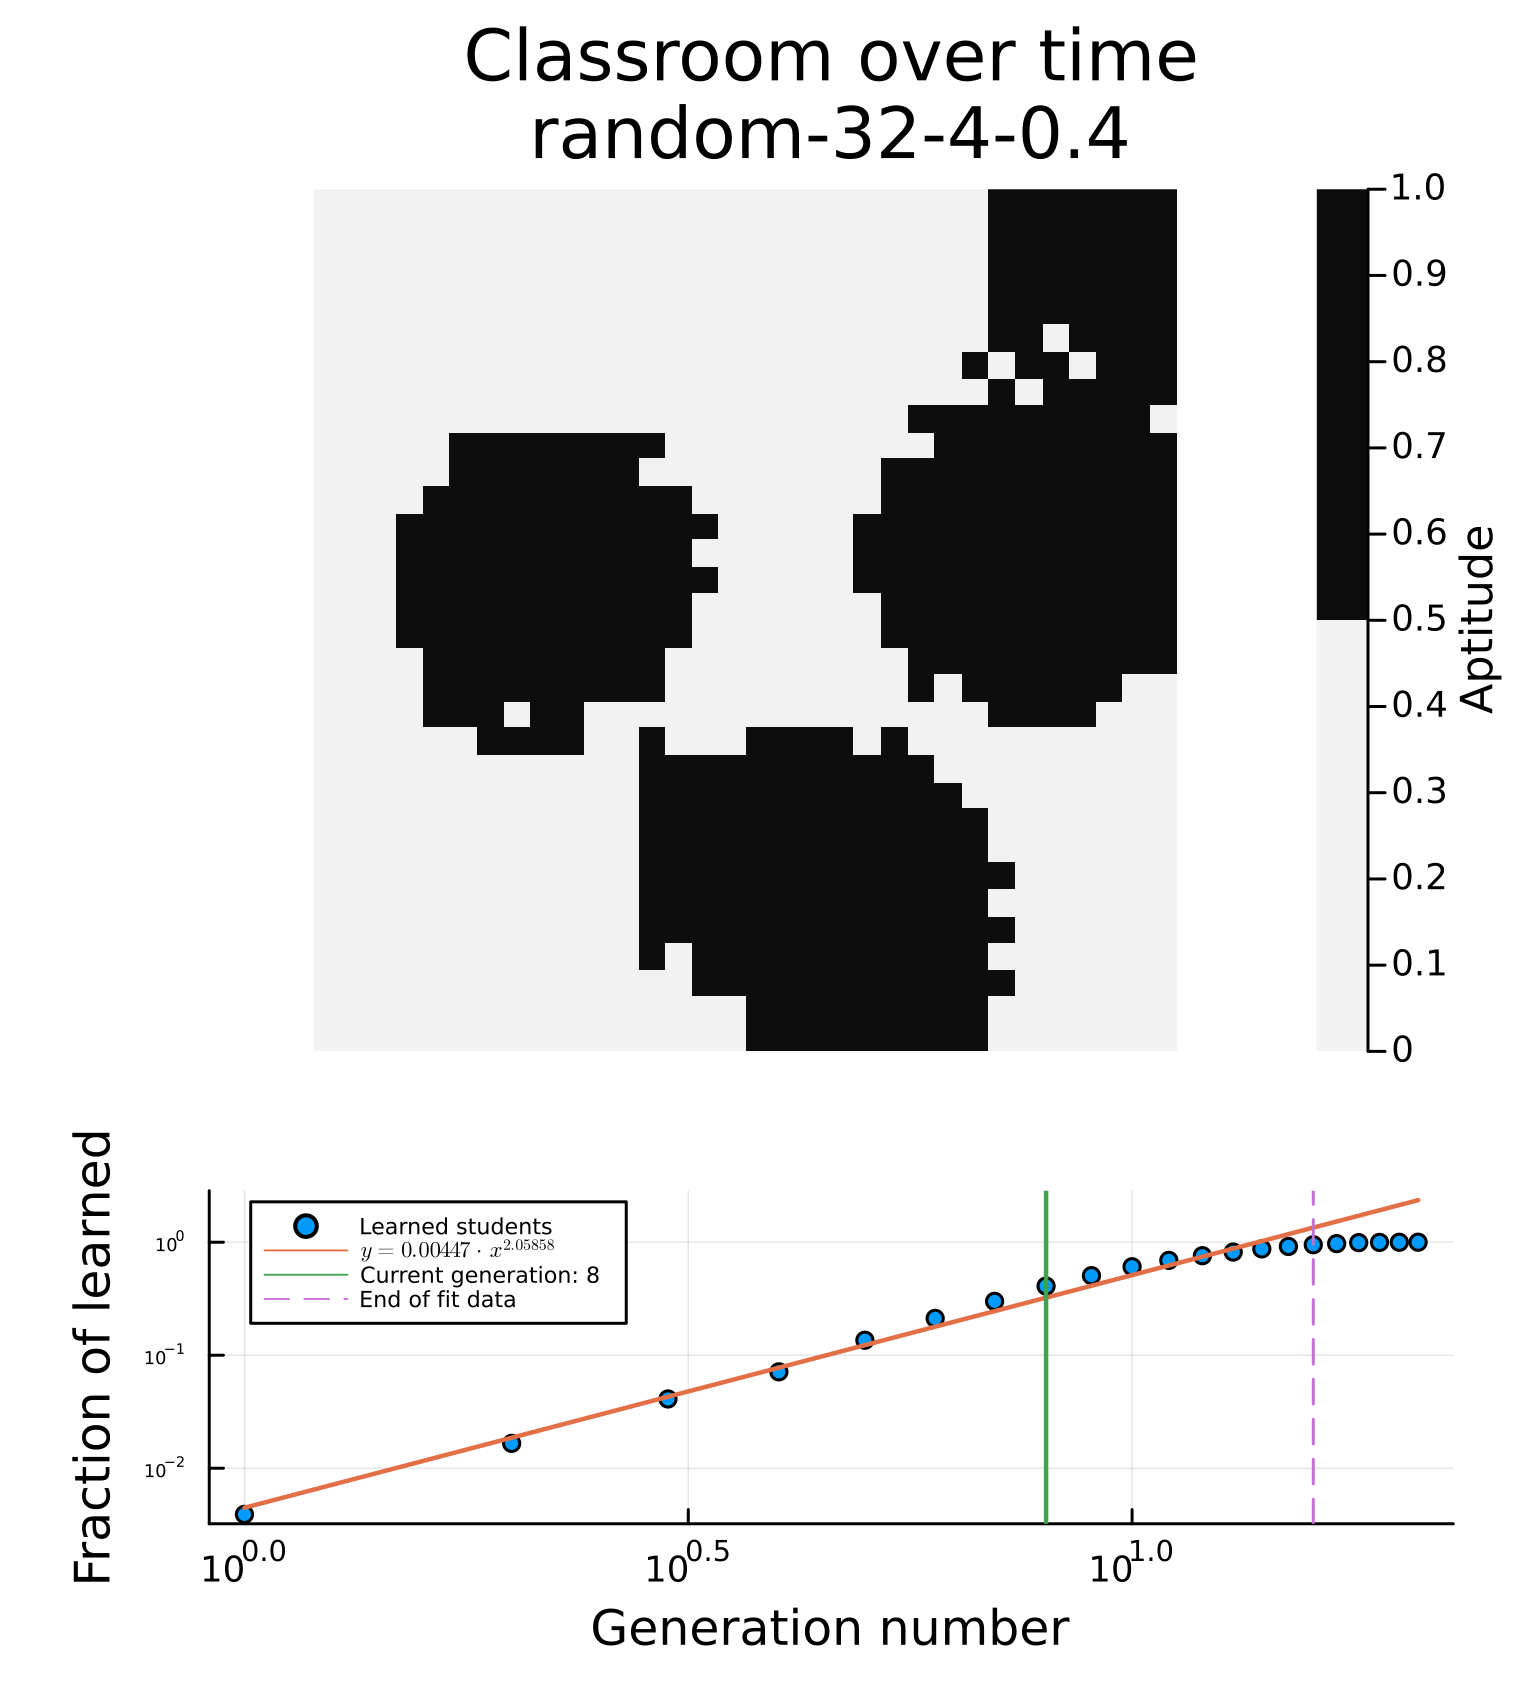 Classroom over time
random-32-4-0.4
1.0
0.9
0.8
0.7
0.6
0.5
0.4
0.3
0.2
0.1
0
Aptitude
Fraction of learned
10⁰
10⁻¹
10⁻²
Learned students
y = 0.00447 · x^2.05858
Current generation: 8
End of fit data
10^0.0
10^0.5
10^1.0
Generation number